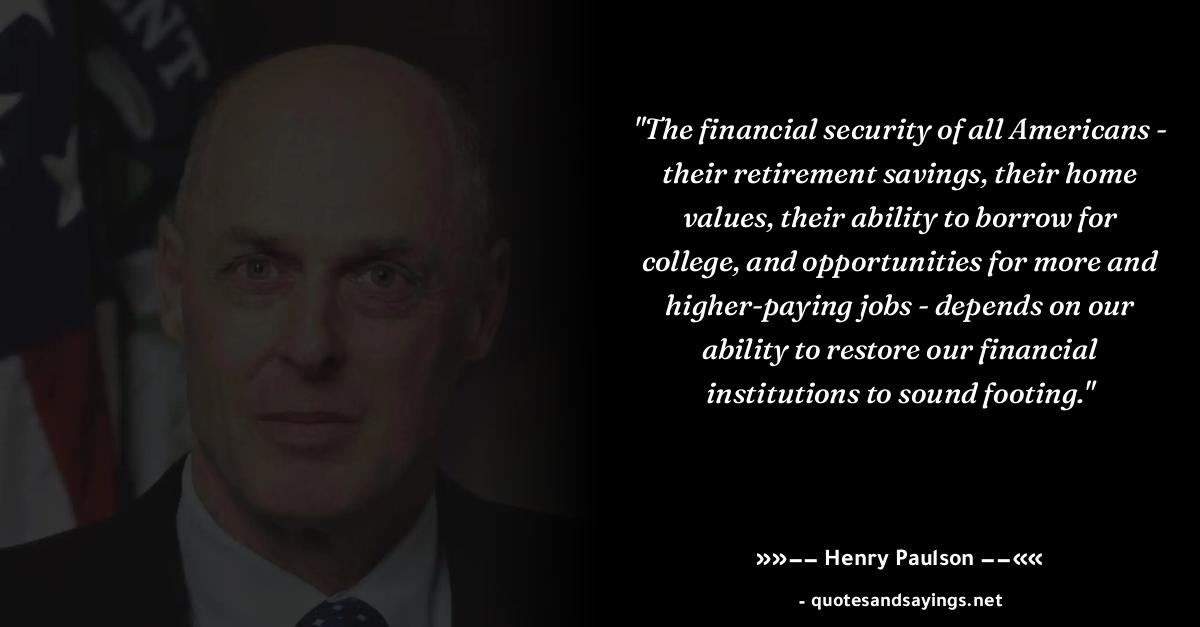 NT
"The financial security of all Americans -
their retirement savings, their home
values, their ability to borrow for
college, and opportunities for more and
higher-paying jobs - depends on our
ability to restore our financial
institutions to sound footing."
»»−− Henry Paulson −−««
- quotesandsayings.net